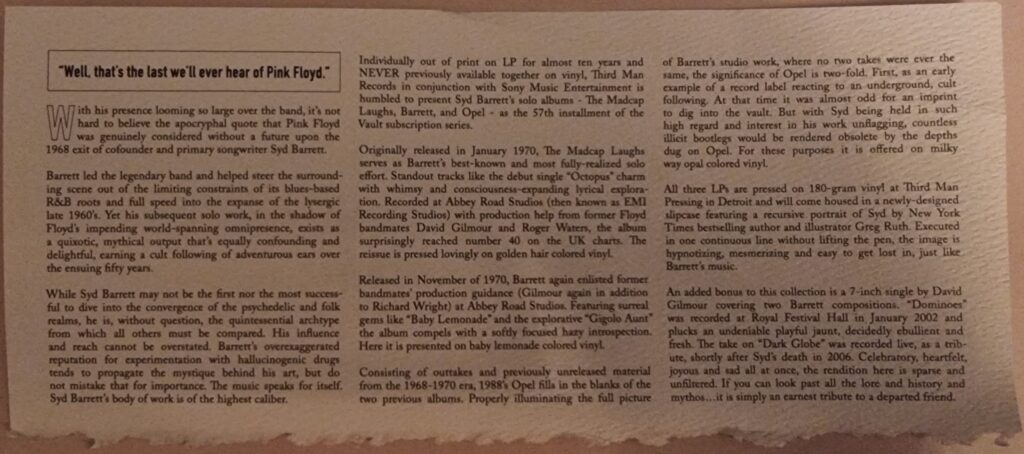 "Well, that's the last we'll ever hear of Pink Floyd."
With his presence looming so large over the band, it's not
hard to believe the apocryphal quote that Pink Floyd
was genuinely considered without a future upon the
1968 exit of cofounder and primary songwriter Syd Barrett.
Barrett led the legendary band and helped steer the surround-
ing scene out of the limiting constraints of its blues-based
R&B roots and full speed into the expanse of the lysergic
late 1960's. Yet his subsequent solo work, in the shadow of
Floyd's impending world-spanning omnipresence, exists as
a quixotic, mythical output that's equally confounding and
delightful, earning a cult following of adventurous ears over
the ensuing fifty years.
While Syd Barrett may not be the first nor the most success-
ful to dive into the convergence of the psychedelic and folk
realms, he is, without question, the quintessential archetype
from which all others must be compared. His influence
and reach cannot be overstated. Barrett's overexaggerated
reputation for experimentation with hallucinogenic drugs
tends to propagate the mystique behind his art, but do
not mistake that for importance. The music speaks for itself.
Syd Barrett's body of work is of the highest caliber.
Individually out of print on LP for almost ten years and
NEVER previously available together on vinyl, Third Man
Records in conjunction with Sony Music Entertainment is
humbled to present Syd Barrett's solo albums - The Madcap
Laughs, Barrett, and Opel - as the 57th installment of the
Vault subscription series.
Originally released in January 1970, The Madcap Laughs
serves as Barrett's best-known and most fully-realized solo
effort. Standout tracks like the debut single "Octopus" charm
with whimsy and consciousness-expanding lyrical explora-
tion. Recorded at Abbey Road Studios (then known as EMI
Recording Studios) with production help from former Floyd
bandmates David Gilmour and Roger Waters, the album
surprisingly reached number 40 on the UK charts. The
reissue is pressed lovingly on golden hair colored vinyl.
Released in November of 1970, Barrett again enlisted former
bandmates' production guidance (Gilmour again in addition
to Richard Wright) at Abbey Road Studios. Featuring surreal
gems like "Baby Lemonade" and the explorative "Gigolo Aunt"
the album compels with a softly focused hazy introspection.
Here it is presented on baby lemonade colored vinyl.
Consisting of outtakes and previously unreleased material
from the 1968-1970 era, 1988's Opel fills in the blanks of the
two previous albums. Properly illuminating the full picture
of Barrett's studio work, where no two takes were ever the
same, the significance of Opel is two-fold. First, as an early
example of a record label reacting to an underground, cult
following. At that time it was almost odd for an imprint
to dig into the vault. But with Syd being held in such
high regard and interest in his work unflagging, countless
illicit bootlegs would be rendered obsolete by the depths
dug on Opel. For these purposes it is offered on milky
way opal colored vinyl.
All three LPs are pressed on 180-gram vinyl at Third Man
Pressing in Detroit and will come housed in a newly-designed
slipcase featuring a recursive portrait of Syd by New York
Times bestselling author and illustrator Greg Ruth. Executed
in one continuous line without lifting the pen, the image is
hypnotizing, mesmerizing and easy to get lost in, just like
Barrett's music.
An added bonus to this collection is a 7-inch single by David
Gilmour covering two Barrett compositions. "Dominoes"
was recorded at Royal Festival Hall in January 2002 and
plucks an undeniable playful jaunt, decidedly ebullient and
fresh. The take on "Dark Globe" was recorded live, as a trib-
ute, shortly after Syd's death in 2006. Celebratory, heartfelt,
joyous and sad all at once, the rendition here is sparse and
unfiltered. If you can look past all the lore and history and
mythos...it is simply an earnest tribute to a departed friend.